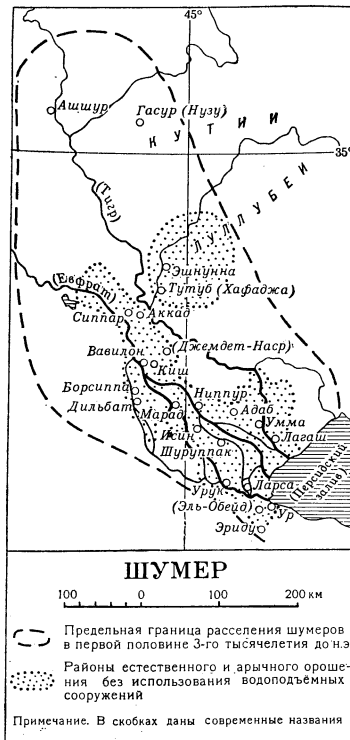 45°
Ашшур
Гасур (Нузу)
КУТИИ
35°
ЛУЛЛУБЕИ
(Тигр)
Эшнунна
(Евфрат)
Тутуб (Хафаджа)
Сиппар
Аккад
(Джемдет-Наср)
Вавилон
Киш
Борсиппа
Ниппур
Дильбат
Марад
Адаб
Умма
Исин
Лагаш
Шуруппак
(Персидский залив)
Урук
Ларса
(Эль-Обейд)
Ур
Эриду
ШУМЕР
100 0 100 200 км
Предельная граница расселения шумеров
в первой половине 3-го тысячелетия до н.э
Районы естественного и арычного ороше-
ния без использования водоподъёмных
сооружений
Примечание. В скобках даны современные названия